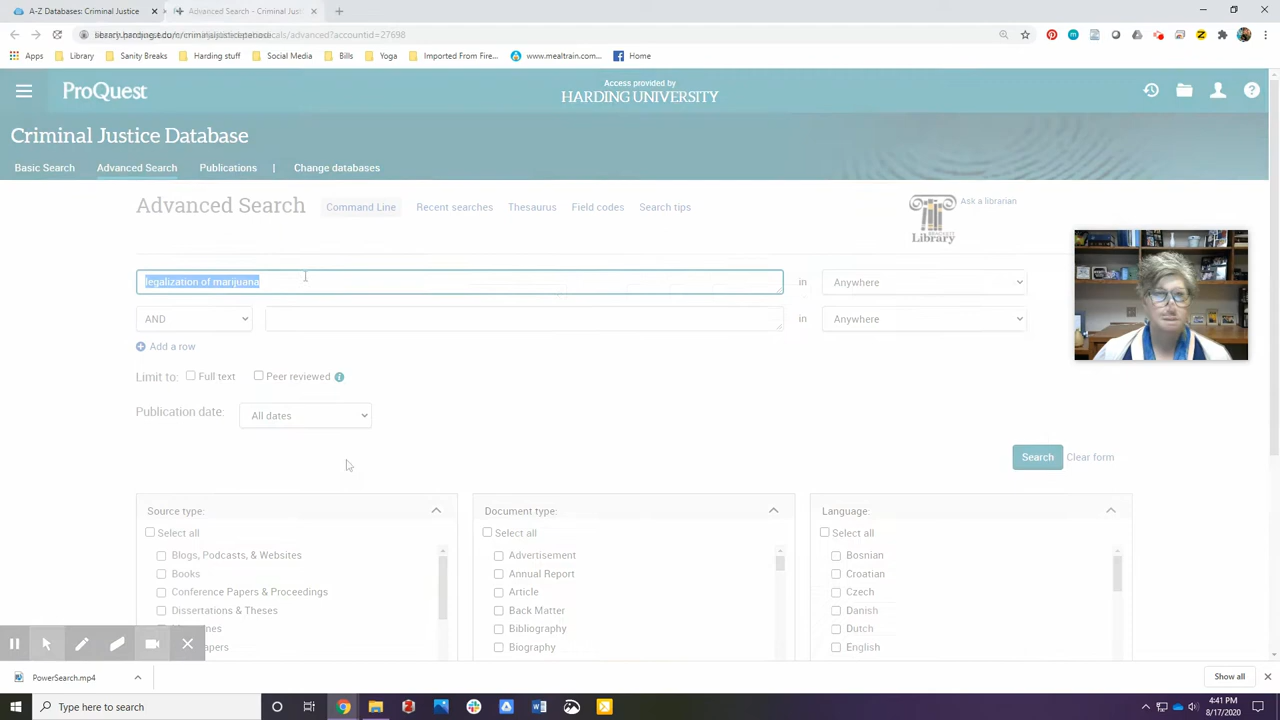 A-Z Databases: Criminal Justice
Advanced Search - Criminal Just
Apps
Library
Sanity Breaks
Harding stuff
Social Media
Bills
Yoga
Imported From Fire...
www.mealtrain.com...
Home
ProQuest
Access provided by
HARDING UNIVERSITY
Criminal Justice Database
Basic Search
Advanced Search
Publications
|
Change databases
Advanced Search
Command Line
Recent searches
Thesaurus
Field codes
Search tips
BRACKETT
Library
Ask a librarian
legalization of marijuana
in
Anywhere
AND
in
Anywhere
Add a row
Limit to:
Full text
Peer reviewed
Publication date:
All dates
Search
Clear form
Source type:
Select all
Blogs, Podcasts, & Websites
Books
Conference Papers & Proceedings
Dissertations & Theses
Document type:
Select all
Advertisement
Annual Report
Article
Back Matter
Bibliography
Biography
Language:
Select all
Bosnian
Croatian
Czech
Danish
Dutch
English
PowerSearch.mp4
Show all
Type here to search
4:41 PM
8/17/2020